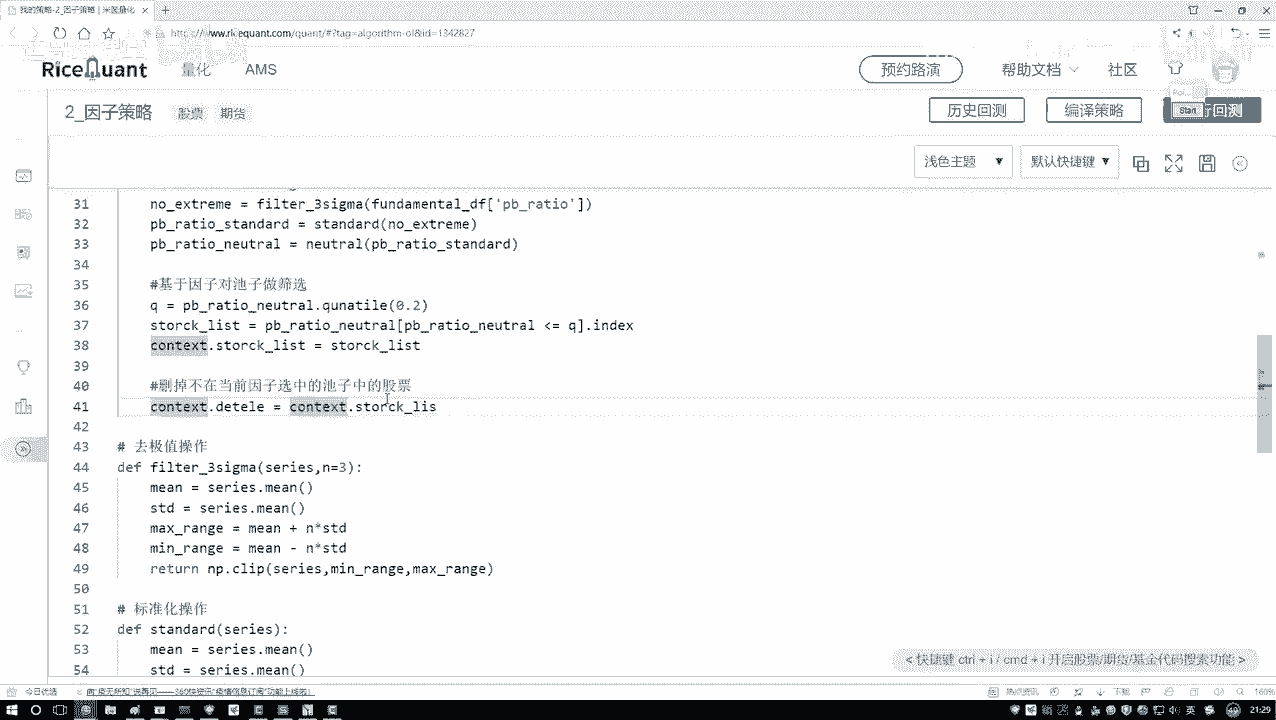 我的策略-2_因子策略 | 米筐量化
www.ricequant.com/quant/#?tag=algorithm-ol&id=1342827
RiceQuant 量化 AMS 预约路演 帮助文档 社区
2_因子策略 股票 期货 历史回测 编译策略 Start 回测
浅色主题 默认快捷键
31 no_extreme = filter_3sigma(fundamental_df['pb_ratio'])
32 pb_ratio_standard = standard(no_extreme)
33 pb_ratio_neutral = neutral(pb_ratio_standard)
34
35 #基于因子对池子做筛选
36 q = pb_ratio_neutral.qunatile(0.2)
37 storck_list = pb_ratio_neutral[pb_ratio_neutral <= q].index
38 context.storck_list = storck_list
39
40 #删掉不在当前因子选中的池子中的股票
41 context.detele = context.storck_lis
42
43 # 去极值操作
44 def filter_3sigma(series,n=3):
45 mean = series.mean()
46 std = series.mean()
47 max_range = mean + n*std
48 min_range = mean - n*std
49 return np.clip(series,min_range,max_range)
50
51 # 标准化操作
52 def standard(series):
53 mean = series.mean()
54 std = series.mean()
<快捷键 ctrl + i / cmd + i 开启股票/期货/基金代码搜索功能 >
今日优选 热点资讯 下载 160%
英 21:29